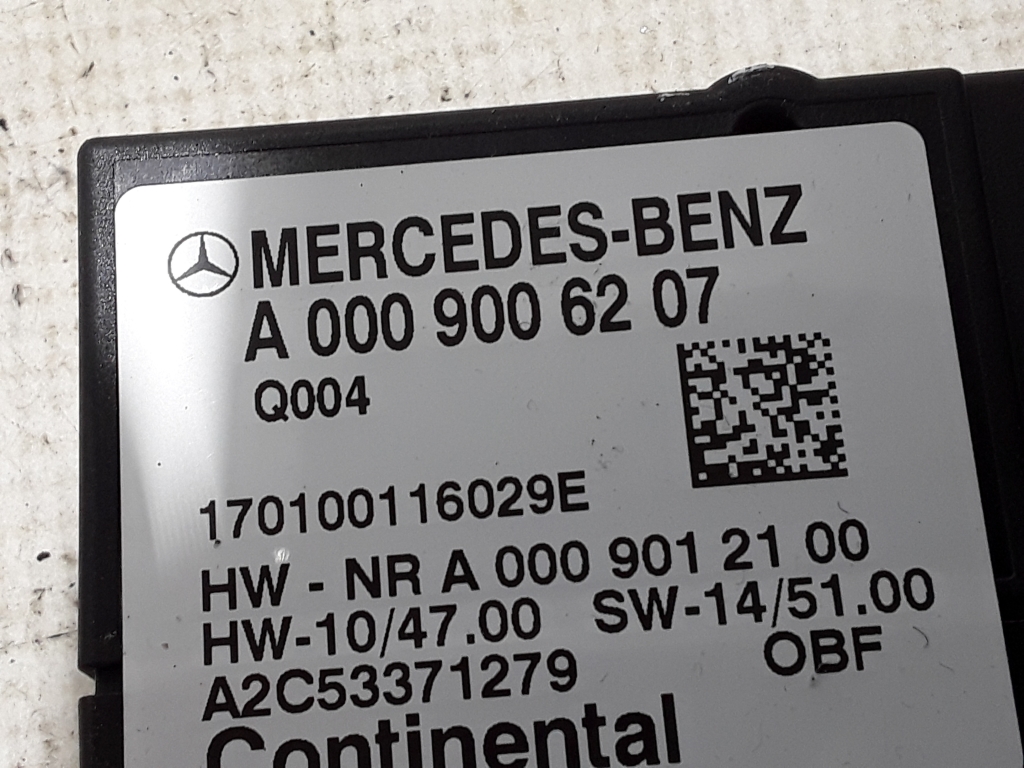 MERCEDES-BENZ
A 000 900 62 07
Q004
170100116029E
HW - NR A 000 901 21 00
HW-10/47.00 SW-14/51.00
A2C53371279 OBF
Continental